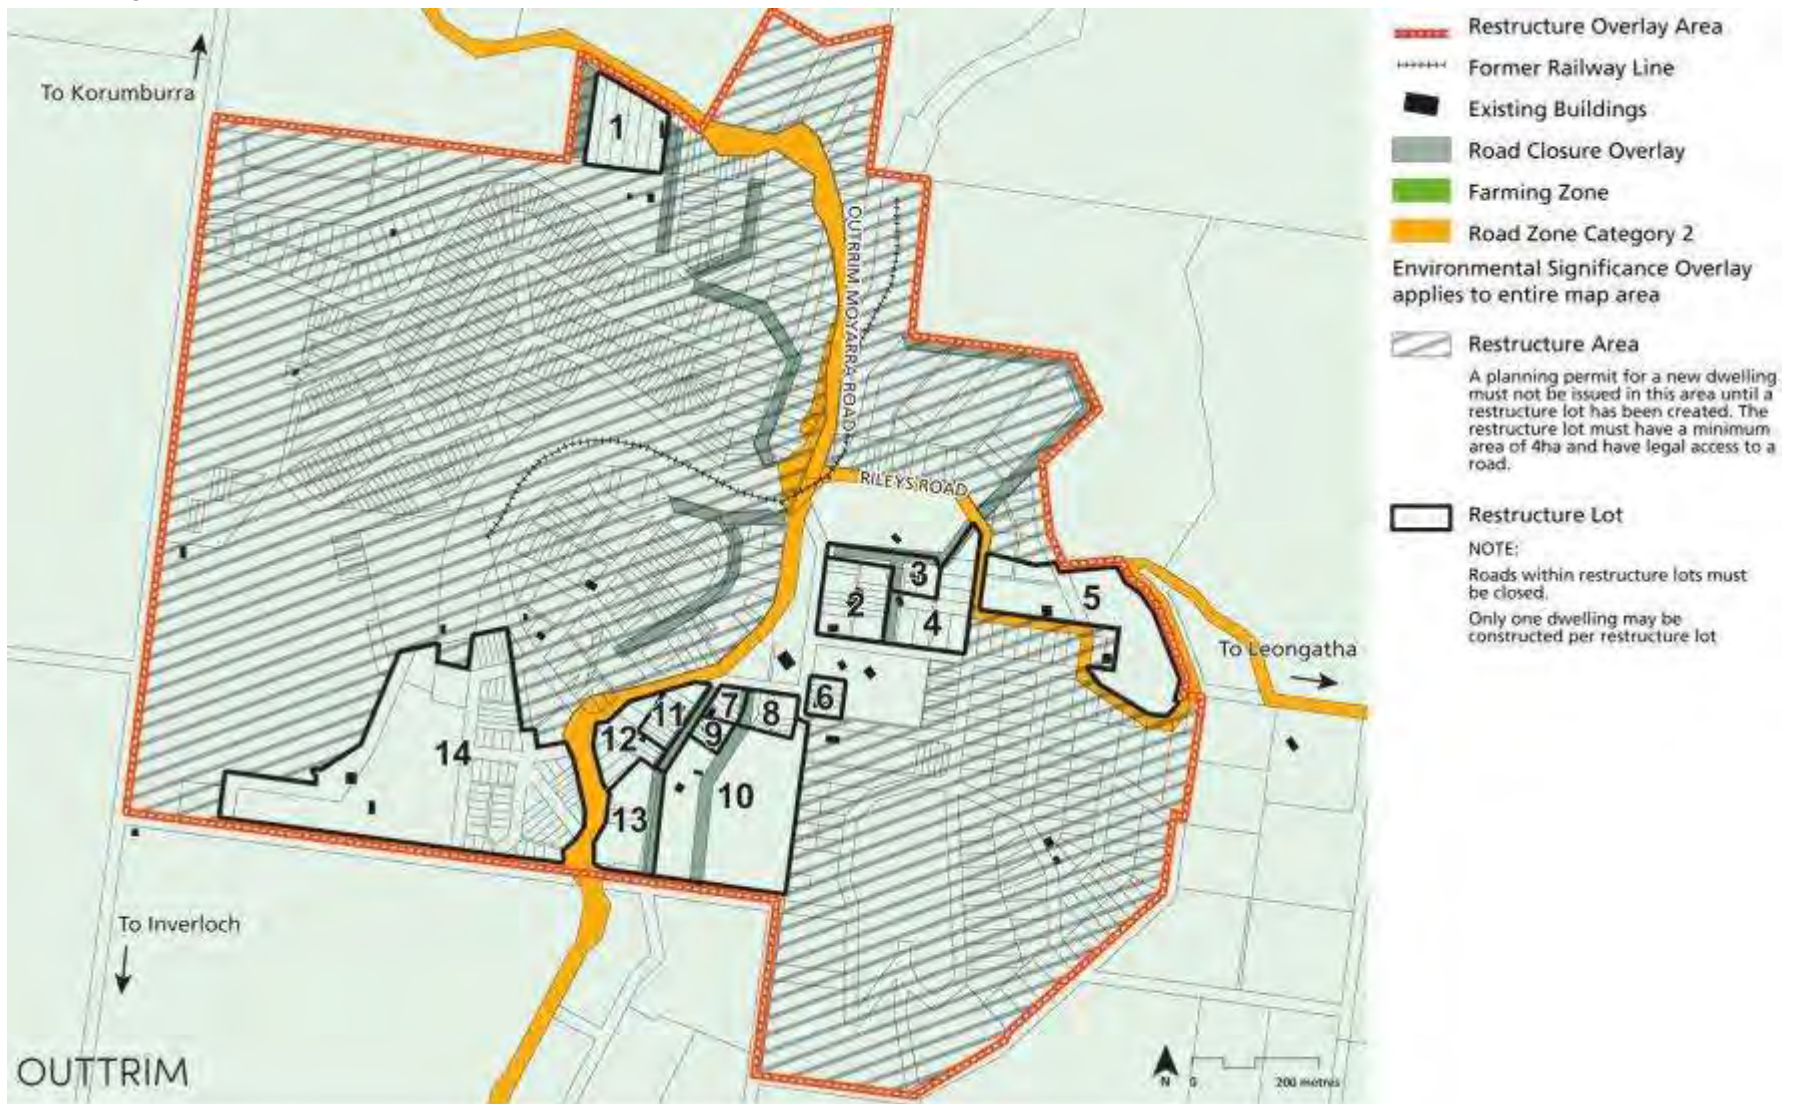 To Korumburra
1
OUTRRIM MOYARRA ROAD
RILEYS ROAD
3
2
4
5
To Leongatha
6
7
8
11
9
12
14
10
13
To Inverloch
OUTTRIM
N
0
200 metres
Restructure Overlay Area
Former Railway Line
Existing Buildings
Road Closure Overlay
Farming Zone
Road Zone Category 2
Environmental Significance Overlay
applies to entire map area
Restructure Area
A planning permit for a new dwelling
must not be issued in this area until a
restructure lot has been created. The
restructure lot must have a minimum
area of 4ha and have legal access to a
road.
Restructure Lot
NOTE:
Roads within restructure lots must
be closed.
Only one dwelling may be
constructed per restructure lot